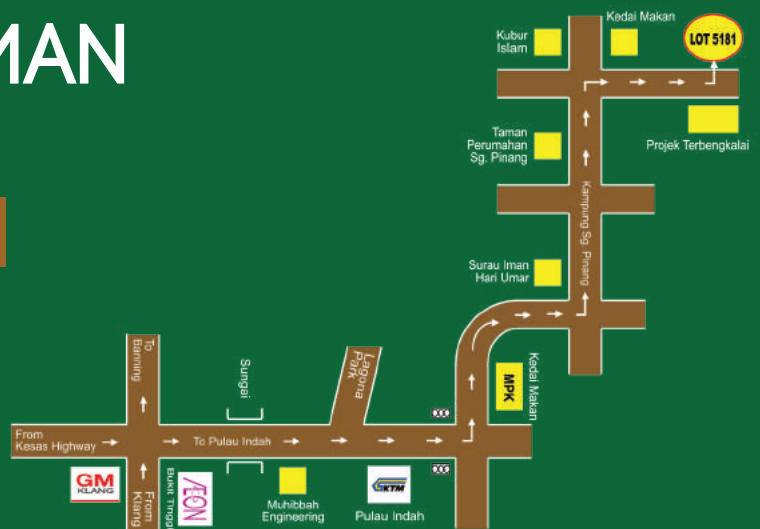 MAN
Kubur
Islam
Kedai Makan
LOT 5181
Taman
Perumahan
Sg. Pinang
Projek Terbengkalai
Kampung Sg. Pinang
Surau Iman
Hari Umar
To
Banning
Sungai
Lagona
Park
MPK
Kedai Makan
From
Kesas Highway
To Pulau Indah
GM
KLANG
From
Klang
Bukit Tinggi
ÆON
Muhibbah
Engineering
KTM
Pulau Indah